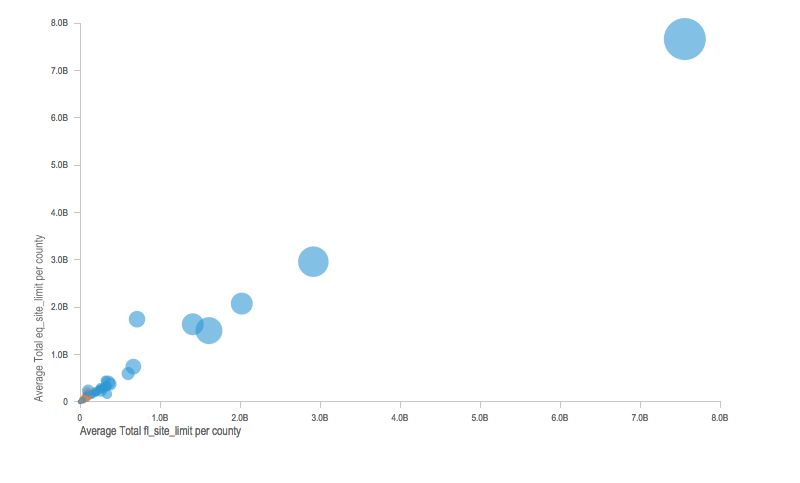 8.0B
7.0B
6.0B
5.0B
4.0B
3.0B
2.0B
1.0B
0
Average Total eq_site_limit per county
0 1.0B 2.0B 3.0B 4.0B 5.0B 6.0B 7.0B 8.0B
Average Total fl_site_limit per county